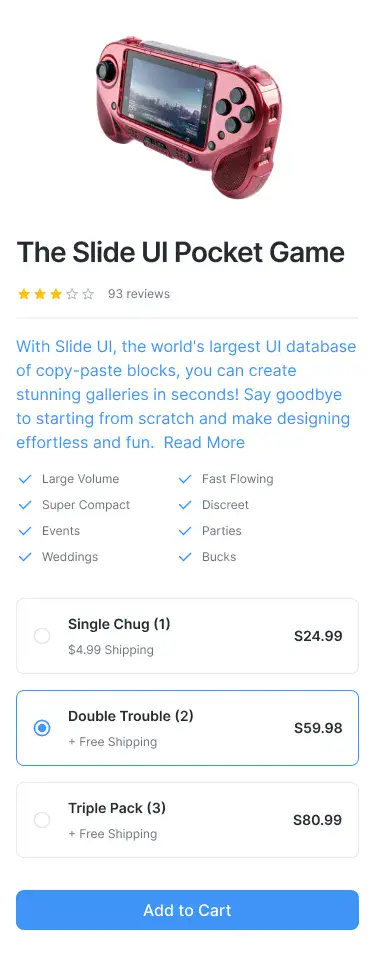 The Slide UI Pocket Game
93 reviews
With Slide UI, the world's largest UI database
of copy-paste blocks, you can create
stunning galleries in seconds! Say goodbye
to starting from scratch and make designing
effortless and fun. Read More
Large Volume
Fast Flowing
Super Compact
Discreet
Events
Parties
Weddings
Bucks
Single Chug (1)
$4.99 Shipping
$24.99
Double Trouble (2)
+ Free Shipping
$59.98
Triple Pack (3)
+ Free Shipping
$80.99
Add to Cart